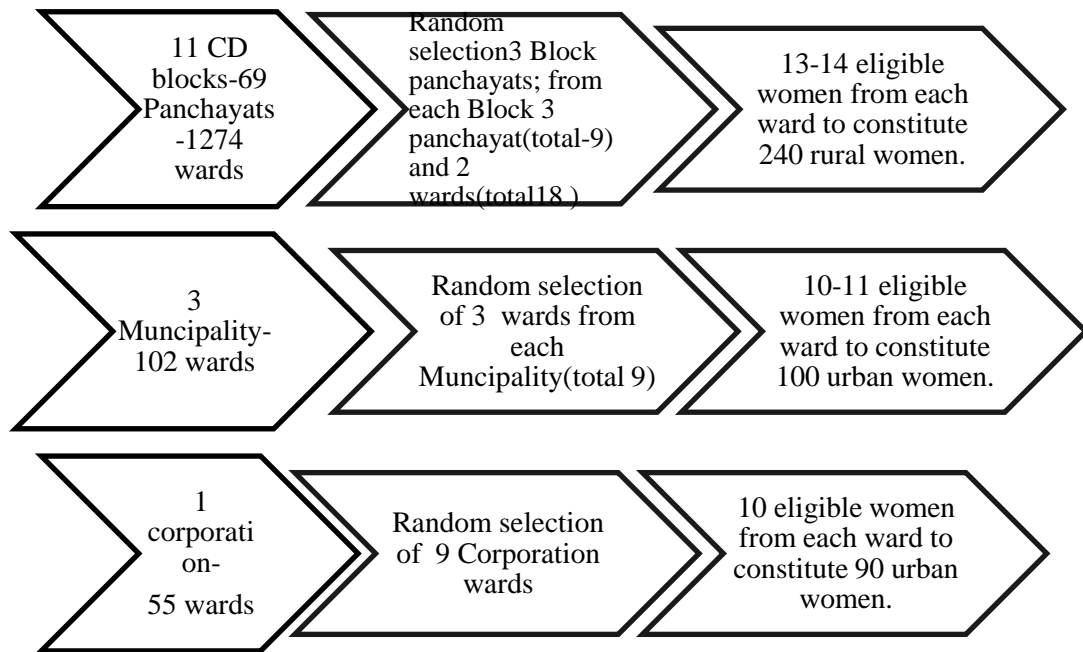 11 CD
blocks-69
Panchayats
-1274
wards
Random
selection3 Block
panchayats; from
each Block 3
panchayat(total-9)
and 2
wards(total18 )
13-14 eligible
women from each
ward to constitute
240 rural women.
3
Muncipality-
102 wards
Random selection
of 3 wards from
each
Muncipality(total 9)
10-11 eligible
women from each
ward to constitute
100 urban women.
1
corporati
on-
55 wards
Random selection
of 9 Corporation
wards
10 eligible women
from each ward to
constitute 90 urban
women.